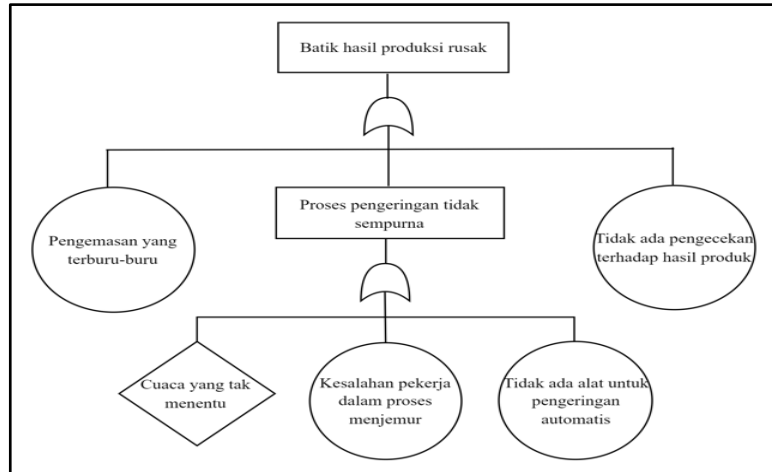 Batik hasil produksi rusak
Proses pengeringan tidak
sempurna
Pengemasan yang
terburu-buru
Tidak ada pengecekan
terhadap hasil produk
Cuaca yang tak
menentu
Kesalahan pekerja
dalam proses
menjemur
Tidak ada alat untuk
pengeringan
automatis